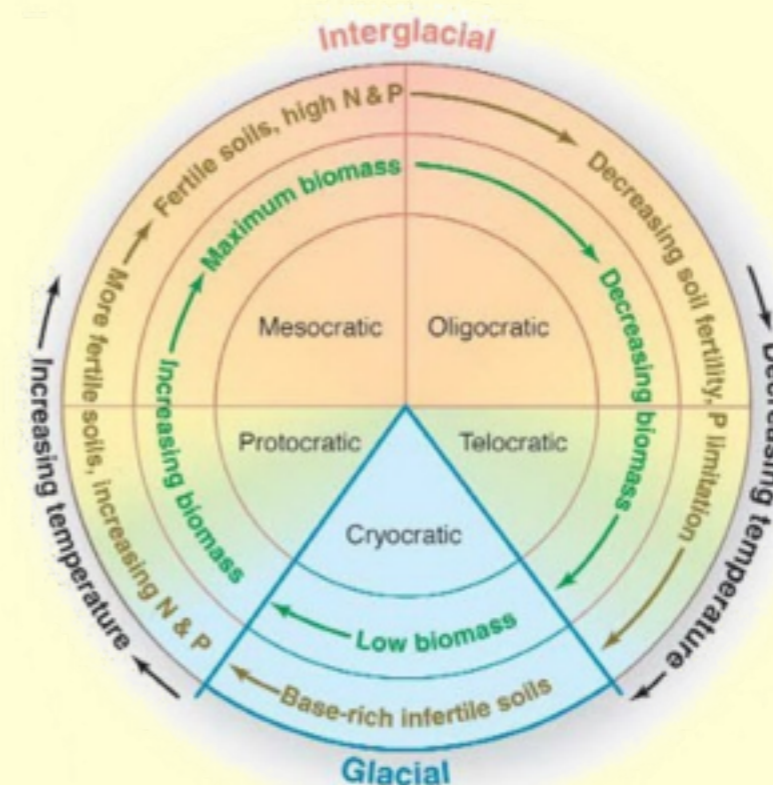 Interglacial
Fertile soils, high N & P
Decreasing soil fertility, P limitation
Maximum biomass
Decreasing biomass
Mesocratic
Oligocratic
More fertile soils, increasing N & P
Increasing biomass
Increasing temperature
Decreasing temperature
Protocratic
Telocratic
Cryocratic
Low biomass
Base-rich infertile soils
Glacial